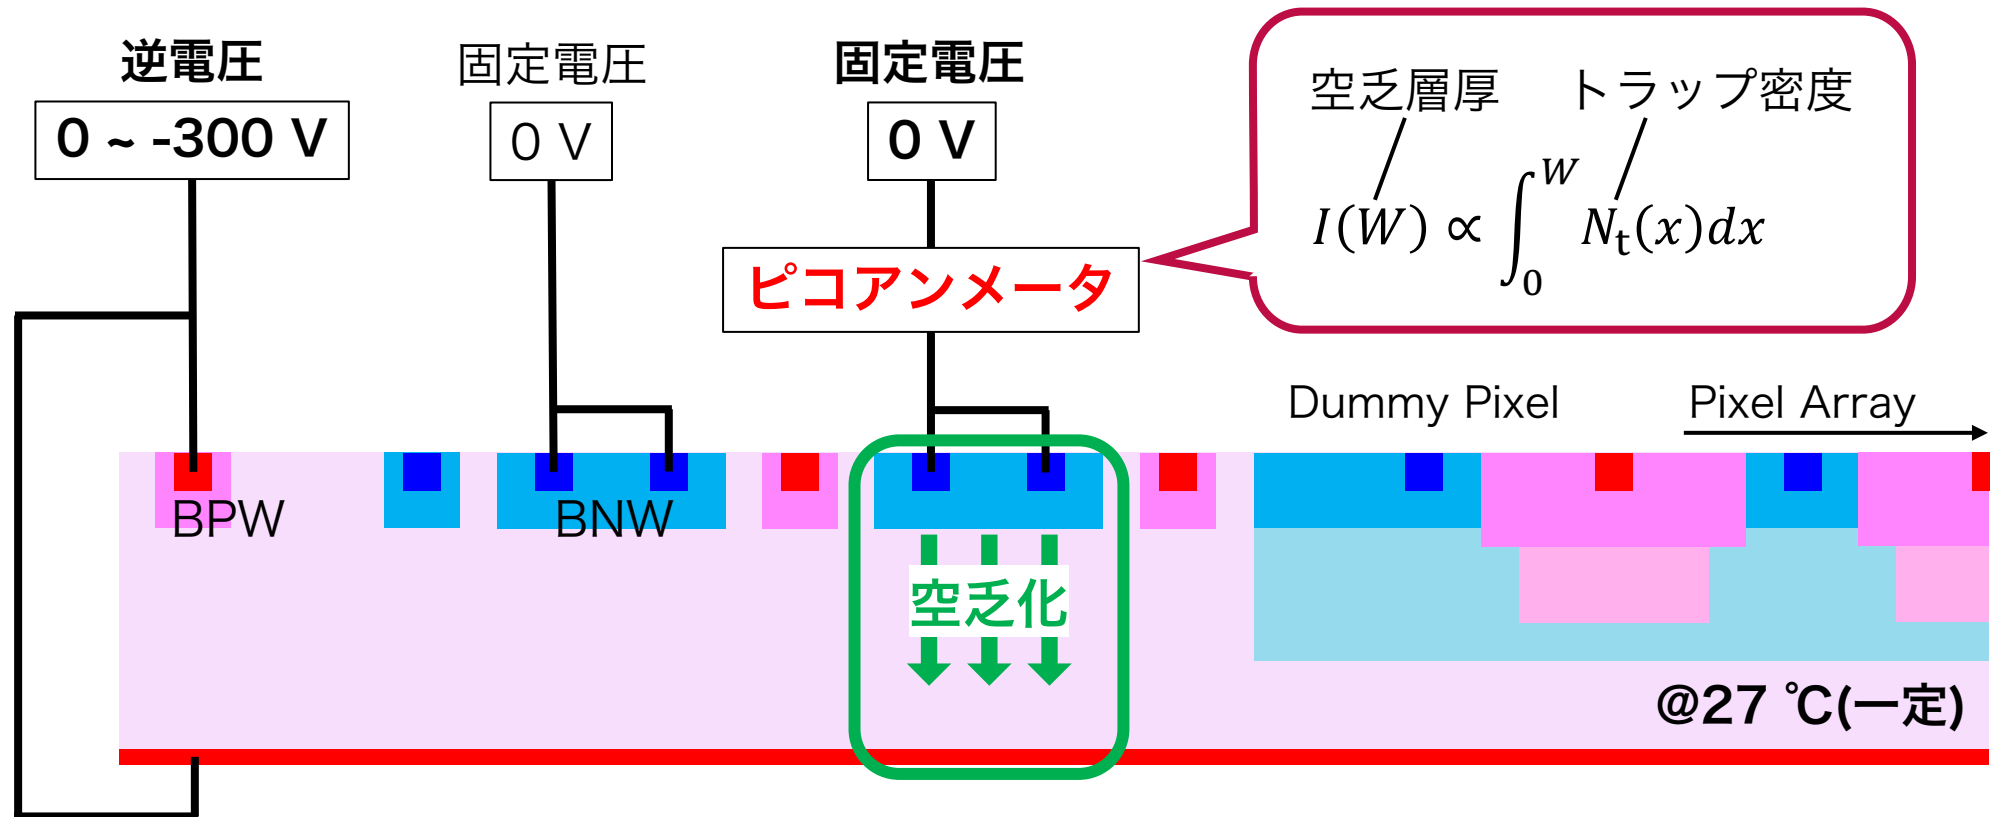 逆電圧
0 ~ -300 V
固定電圧
0 V
固定電圧
0 V
ピコアンメータ
空乏層厚 トラップ密度
I(W) ∝ ∫₀ᵂ Nₜ(x)dx
Dummy Pixel
Pixel Array
BPW
BNW
空乏化
@27 ℃(一定)